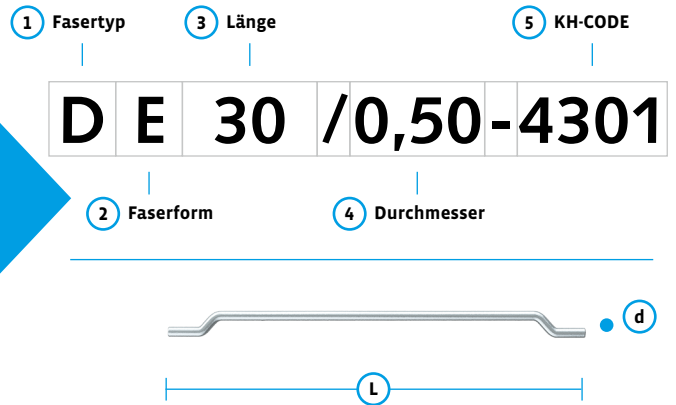 1 Fasertyp 3 Länge 5 KH-CODE
D E 30 /0,50-4301
2 Faserform 4 Durchmesser
d
L